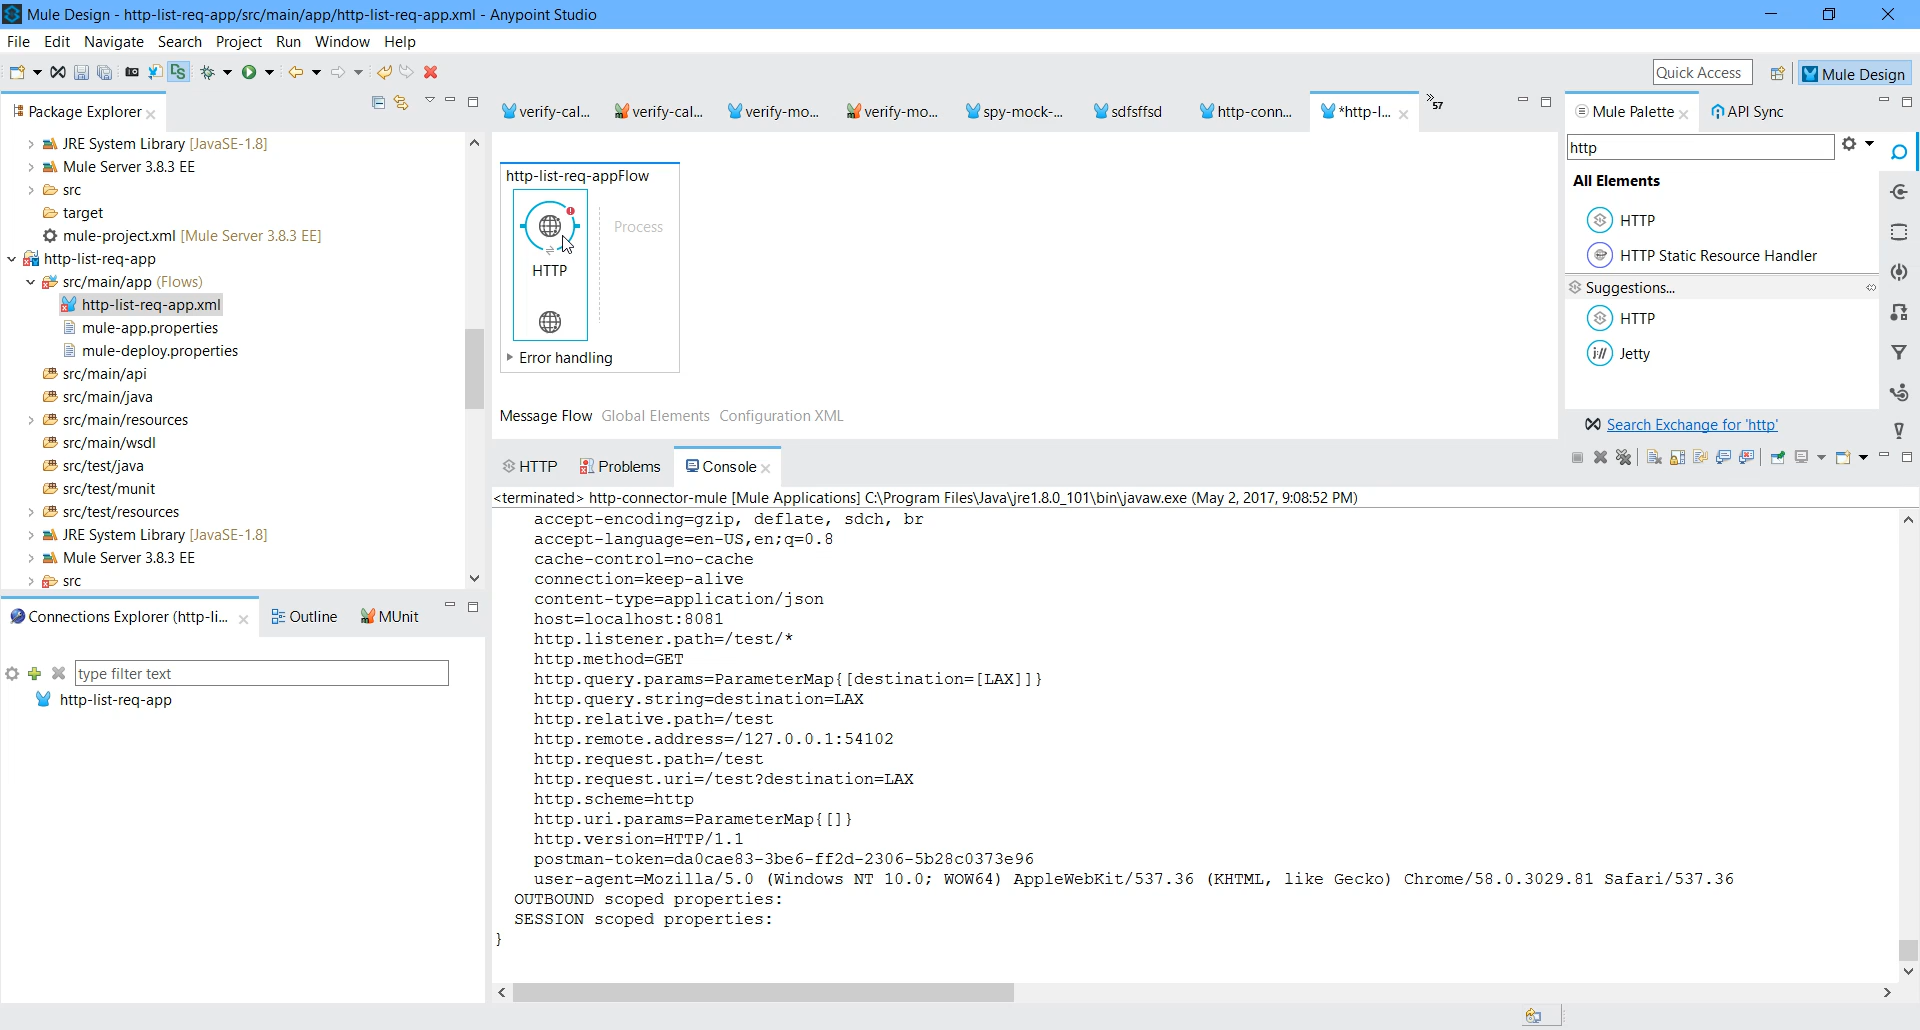 Mule Design - http-list-req-app/src/main/app/http-list-req-app.xml - Anypoint Studio
File Edit Navigate Search Project Run Window Help
Quick Access
Mule Design
Package Explorer
JRE System Library [JavaSE-1.8]
Mule Server 3.8.3 EE
src
target
mule-project.xml [Mule Server 3.8.3 EE]
http-list-req-app
src/main/app (Flows)
http-list-req-app.xml
mule-app.properties
mule-deploy.properties
src/main/api
src/main/java
src/main/resources
src/main/wsdl
src/test/java
src/test/munit
src/test/resources
JRE System Library [JavaSE-1.8]
Mule Server 3.8.3 EE
src
Connections Explorer (http-li...
Outline
MUnit
type filter text
http-list-req-app
verify-cal... verify-cal... verify-mo... verify-mo... spy-mock-... sdfsffsd http-conn... *http-l... »57
http-list-req-appFlow
Process
HTTP
Error handling
Message Flow Global Elements Configuration XML
Mule Palette
API Sync
http
All Elements
HTTP
HTTP Static Resource Handler
Suggestions...
HTTP
Jetty
Search Exchange for 'http'
HTTP Problems Console
<terminated> http-connector-mule [Mule Applications] C:\Program Files\Java\jre1.8.0_101\bin\javaw.exe (May 2, 2017, 9:08:52 PM)
accept-encoding=gzip, deflate, sdch, br
accept-language=en-US,en;q=0.8
cache-control=no-cache
connection=keep-alive
content-type=application/json
host=localhost:8081
http.listener.path=/test/*
http.method=GET
http.query.params=ParameterMap{[destination=[LAX]]}
http.query.string=destination=LAX
http.relative.path=/test
http.remote.address=/127.0.0.1:54102
http.request.path=/test
http.request.uri=/test?destination=LAX
http.scheme=http
http.uri.params=ParameterMap{[]}
http.version=HTTP/1.1
postman-token=da0cae83-3be6-ff2d-2306-5b28c0373e96
user-agent=Mozilla/5.0 (Windows NT 10.0; WOW64) AppleWebKit/537.36 (KHTML, like Gecko) Chrome/58.0.3029.81 Safari/537.36
OUTBOUND scoped properties:
SESSION scoped properties:
}